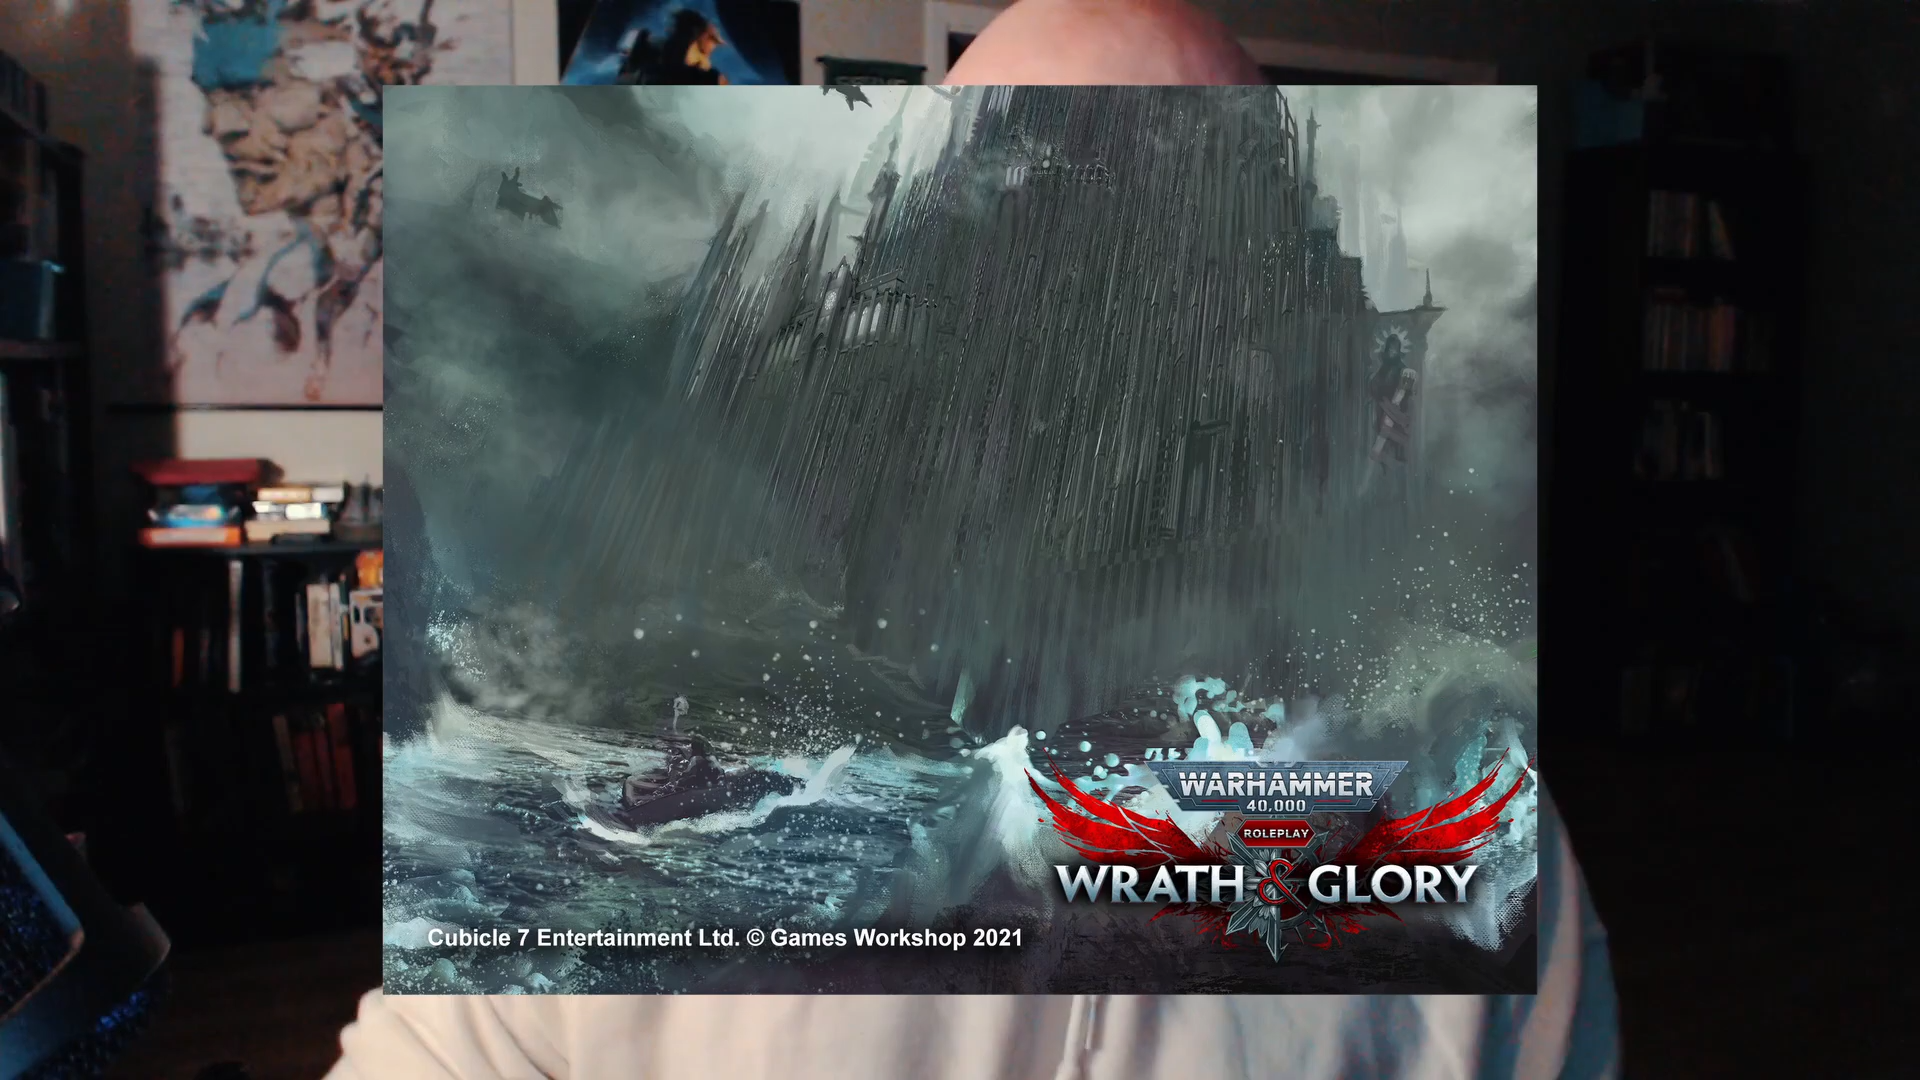 WARHAMMER
40,000
ROLEPLAY
WRATH & GLORY
Cubicle 7 Entertainment Ltd. © Games Workshop 2021